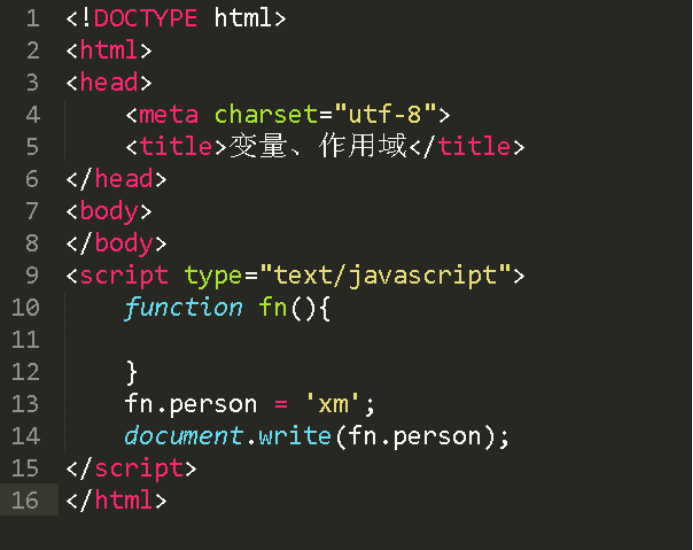 1 <!DOCTYPE html>
2 <html>
3 <head>
4     <meta charset="utf-8">
5     <title>变量、作用域</title>
6 </head>
7 <body>
8 </body>
9 <script type="text/javascript">
10     function fn(){
11
12     }
13     fn.person = 'xm';
14     document.write(fn.person);
15 </script>
16 </html>